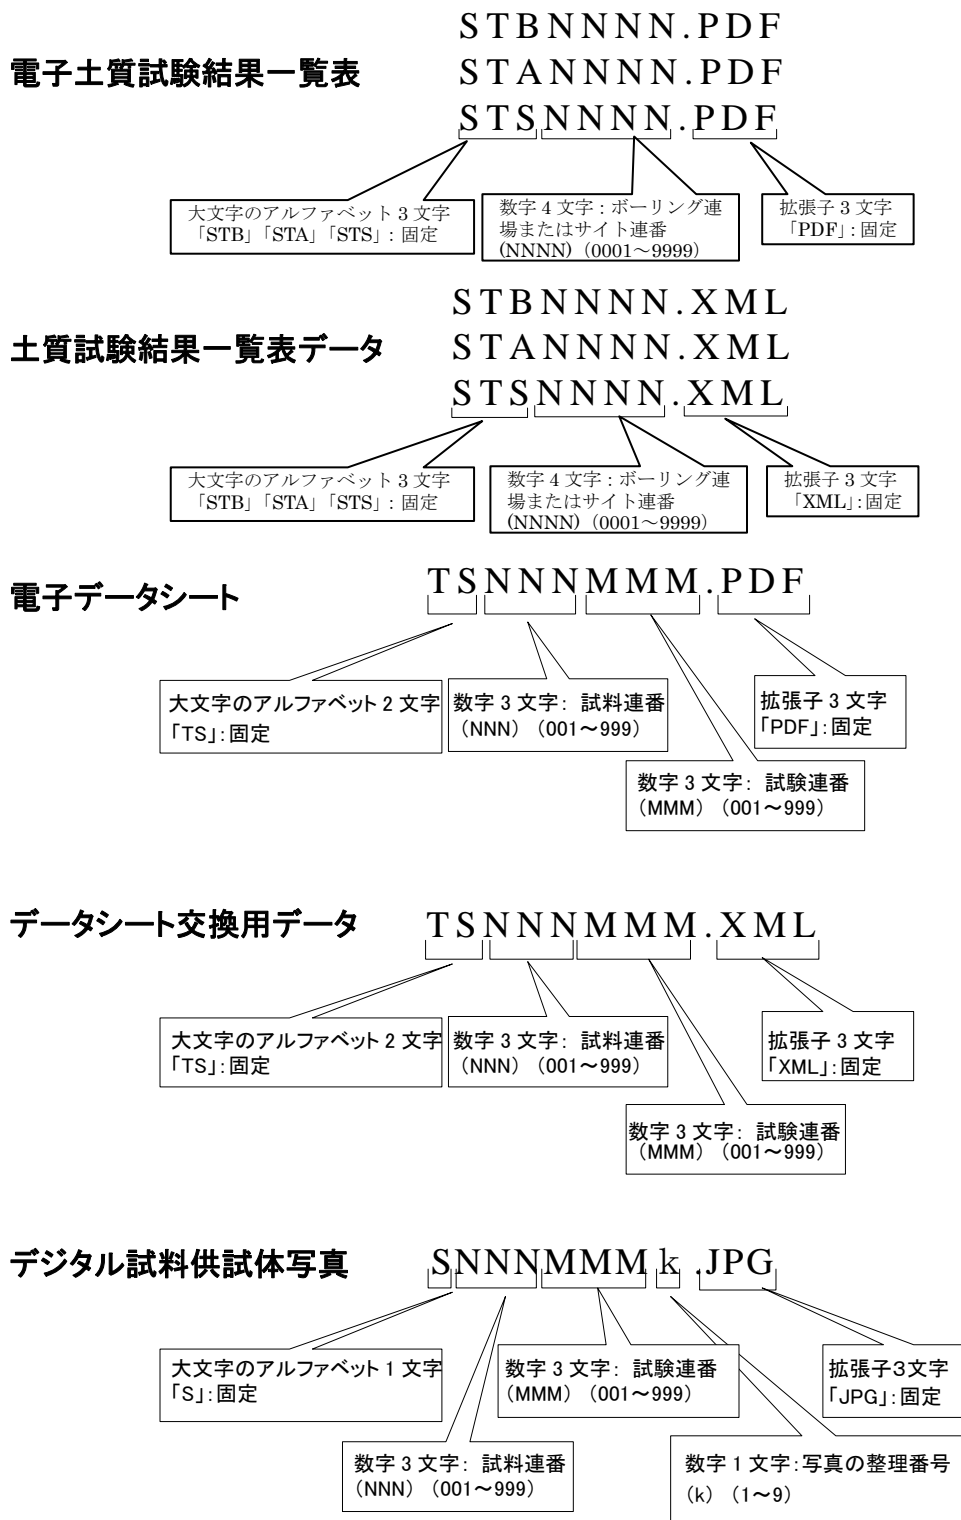 STBNNNN.PDF
電子土質試験結果一覧表
STANNNN.PDF
STSNNNN.PDF
大文字のアルファベット3文字
「STB」「STA」「STS」: 固定
数字4文字:ボーリング連
場またはサイト連番
(NNNN)(0001～9999)
拡張子3文字
「PDF」:固定
STBNNNN.XML
土質試験結果一覧表データ
STANNNN.XML
STSNNNN.XML
大文字のアルファベット3文字
「STB」「STA」「STS」: 固定
数字4文字:ボーリング連
場またはサイト連番
(NNNN)(0001～9999)
拡張子3文字
「XML」:固定
電子データシート
TSNNNMMM.PDF
大文字のアルファベット2文字
「TS」:固定
数字3文字: 試料連番
(NNN) (001～999)
拡張子3文字
「PDF」:固定
数字3文字: 試験連番
(MMM) (001～999)
データシート交換用データ
TSNNNMMM.XML
大文字のアルファベット2文字
「TS」:固定
数字3文字: 試料連番
(NNN) (001～999)
拡張子3文字
「XML」:固定
数字3文字: 試験連番
(MMM) (001～999)
デジタル試料供試体写真
SNNNMMMk.JPG
大文字のアルファベット1文字
「S」:固定
数字3文字: 試験連番
(MMM) (001～999)
拡張子3文字
「JPG」:固定
数字3文字: 試料連番
(NNN) (001～999)
数字1文字:写真の整理番号
(k) (1～9)